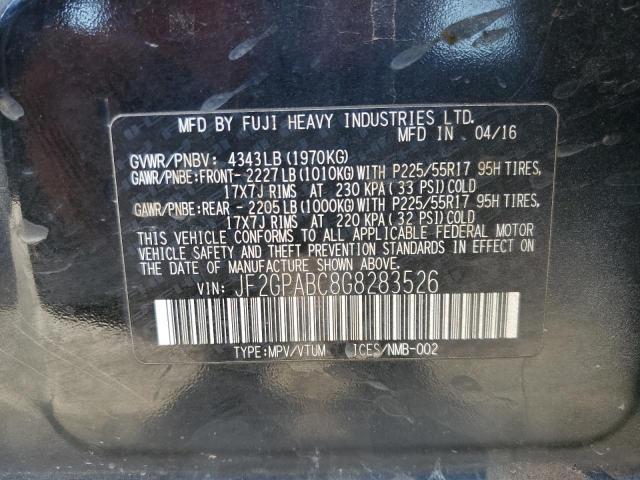 MFD BY FUJI HEAVY INDUSTRIES LTD.
MFD IN 04/16
GVWR/PNBV: 4343LB(1970KG)
GAWR/PNBE:FRONT-2227LB(1010KG)WITH P225/55R17 95H TIRES,
17X7J RIMS AT 230 KPA(33 PSI)COLD
GAWR/PNBE:REAR - 2205LB(1000KG)WITH P225/55R17 95H TIRES,
17X7J RIMS AT 220 KPA(32 PSI)COLD
THIS VEHICLE CONFORMS TO ALL APPLICABLE FEDERAL MOTOR
VEHICLE SAFETY AND THEFT PREVENTION STANDARDS IN EFFECT ON
THE DATE OF MANUFACTURE SHOWN ABOVE.
VIN: JF2GPABC8G8283526
TYPE:MPV/VTUM ICES/NMB-002